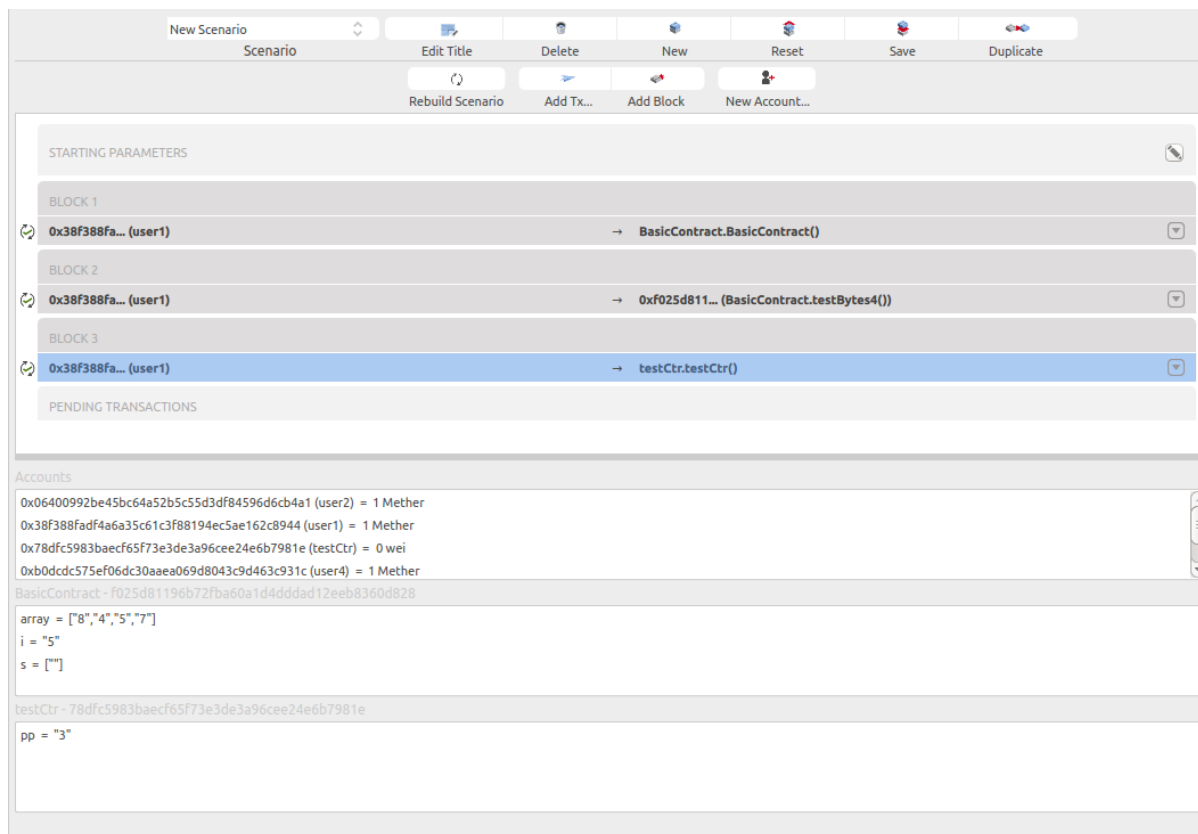 New Scenario
Scenario Edit Title Delete New Reset Save Duplicate
Rebuild Scenario Add Tx... Add Block New Account...
STARTING PARAMETERS
BLOCK 1
0x38f388fa... (user1) → BasicContract.BasicContract()
BLOCK 2
0x38f388fa... (user1) → 0xf025d811... (BasicContract.testBytes4())
BLOCK 3
0x38f388fa... (user1) → testCtr.testCtr()
PENDING TRANSACTIONS
Accounts
0x06400992be45bc64a52b5c55d3df84596d6cb4a1 (user2) = 1 Mether
0x38f388fadf4a6a35c61c3f88194ec5ae162c8944 (user1) = 1 Mether
0x78dfc5983baecf65f73e3de3a96cee24e6b7981e (testCtr) = 0 wei
0xb0dcdc575ef06dc30aaea069d8043c9d463c931c (user4) = 1 Mether
BasicContract - f025d81196b72fba60a1d4dddad12eeb8360d828
array = ["8","4","5","7"]
i = "5"
s = [""]
testCtr - 78dfc5983baecf65f73e3de3a96cee24e6b7981e
pp = "3"